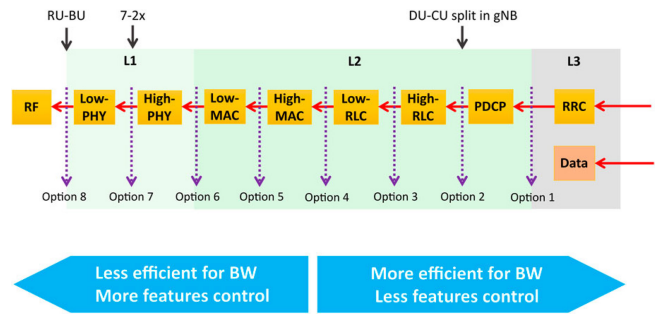 RU-BU
7-2x
DU-CU split in gNB
L1
L2
L3
RF
Low-
PHY
High-
PHY
Low-
MAC
High-
MAC
Low-
RLC
High-
RLC
PDCP
RRC
Data
Option 8
Option 7
Option 6
Option 5
Option 4
Option 3
Option 2
Option 1
Less efficient for BW
More features control
More efficient for BW
Less features control